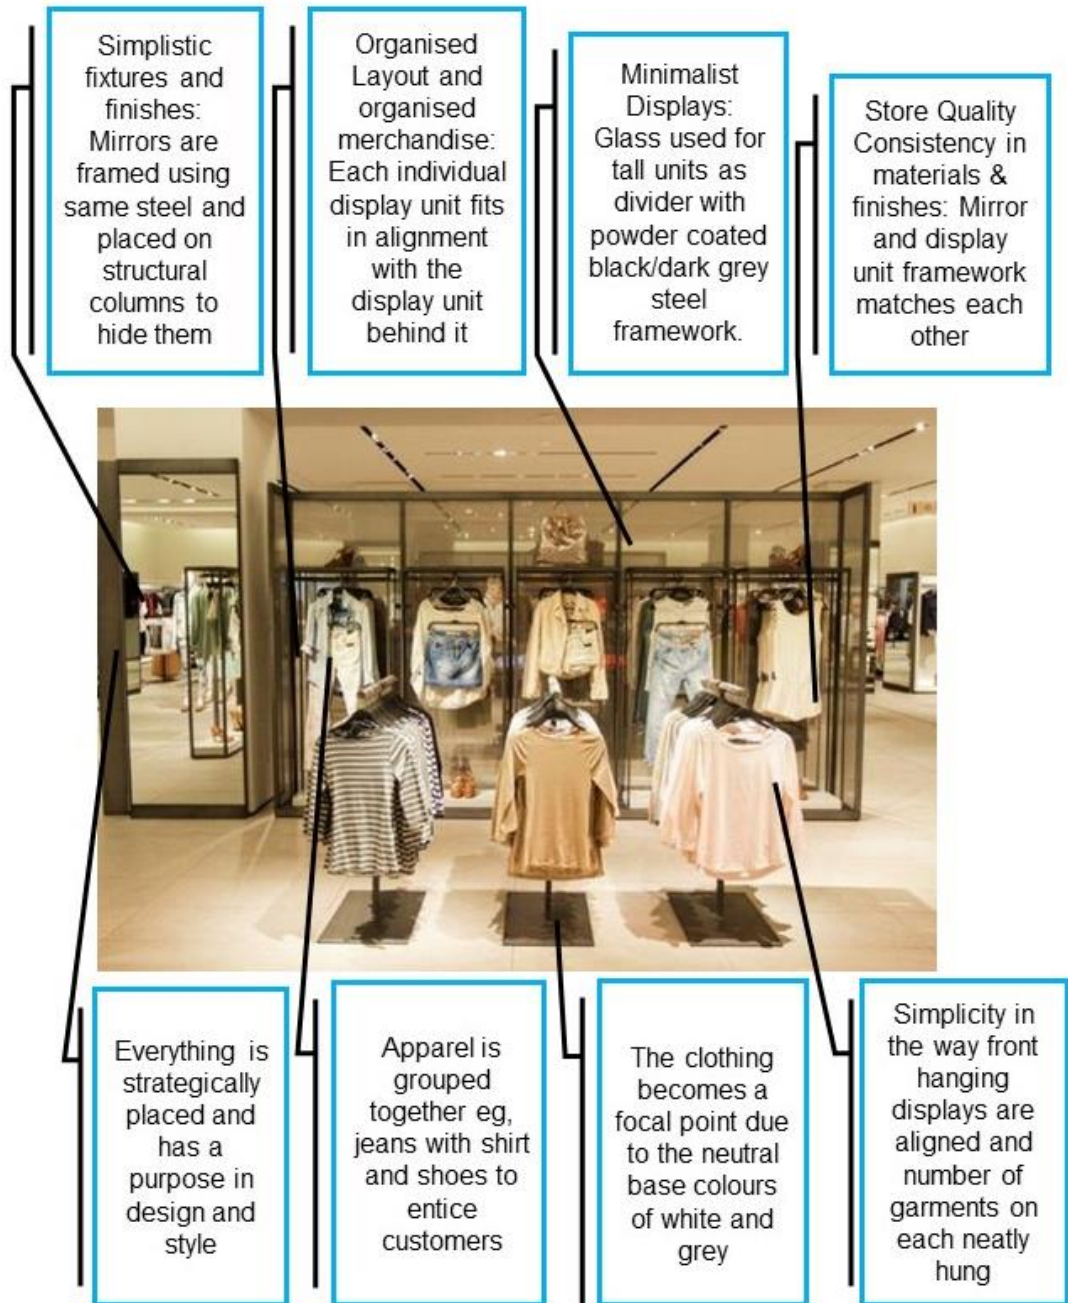 Simplistic
fixtures and
finishes:
Mirrors are
framed using
same steel and
placed on
structural
columns to
hide them
Organised
Layout and
organised
merchandise:
Each individual
display unit fits
in alignment
with the
display unit
behind it
Minimalist
Displays:
Glass used for
tall units as
divider with
powder coated
black/dark grey
steel
framework.
Store Quality
Consistency in
materials &
finishes: Mirror
and display
unit framework
matches each
other
Everything is
strategically
placed and
has a
purpose in
design and
style
Apparel is
grouped
together eg,
jeans with shirt
and shoes to
entice
customers
The clothing
becomes a
focal point due
to the neutral
base colours
of white and
grey
Simplicity in
the way front
hanging
displays are
aligned and
number of
garments on
each neatly
hung